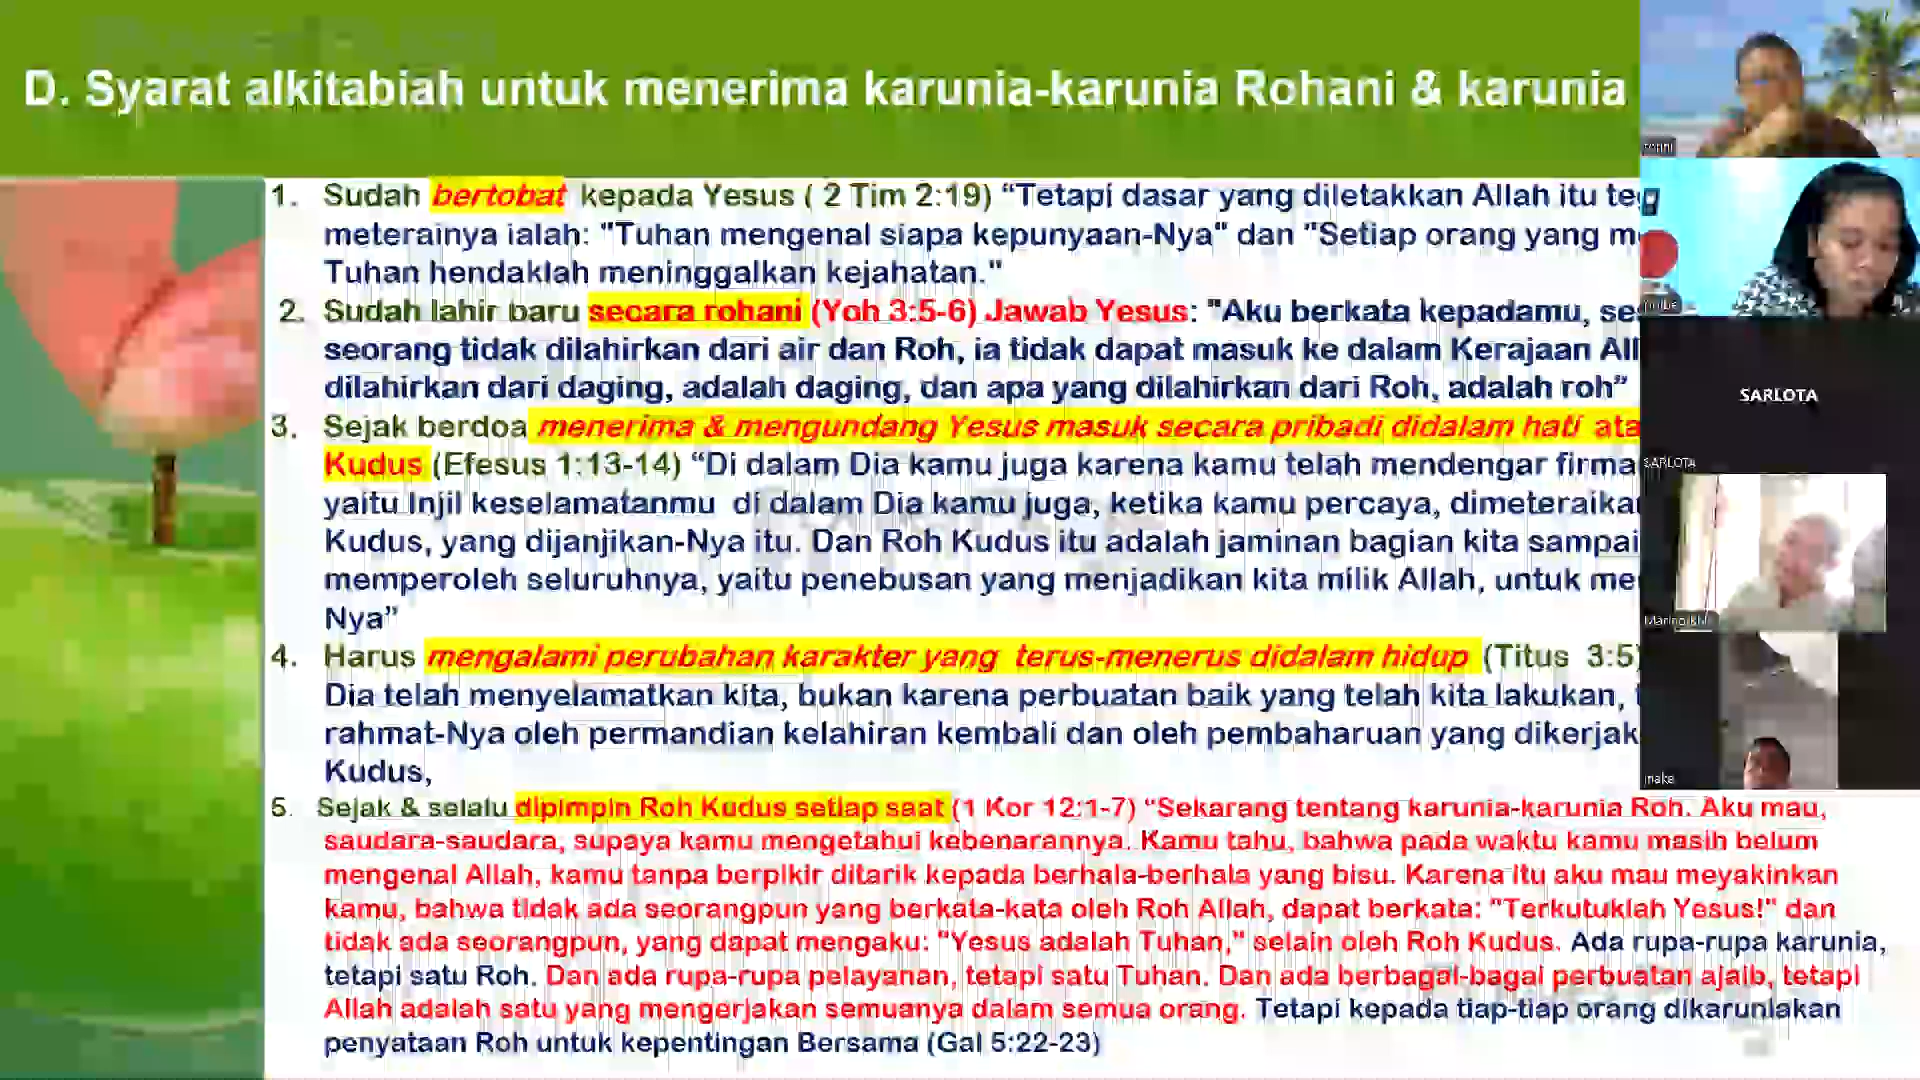 D. Syarat alkitabiah untuk menerima karunia-karunia Rohani & karunia
1. Sudah bertobat kepada Yesus ( 2 Tim 2:19) “Tetapi dasar yang diletakkan Allah itu
meterainya ialah: "Tuhan mengenal siapa kepunyaan-Nya" dan "Setiap orang yang
Tuhan hendaklah meninggalkan kejahatan."
2. Sudah lahir baru secara rohani (Yoh 3:5-6) Jawab Yesus: "Aku berkata kepadamu,
seorang tidak dilahirkan dari air dan Roh, ia tidak dapat masuk ke dalam Kerajaan
dilahirkan dari daging, adalah daging, dan apa yang dilahirkan dari Roh, adalah roh”
3. Sejak berdoa menerima & mengundang Yesus masuk secara pribadi didalam hati
Kudus (Efesus 1:13-14) “Di dalam Dia kamu juga karena kamu telah mendengar
yaitu Injil keselamatanmu di dalam Dia kamu juga, ketika kamu percaya,
Kudus, yang dijanjikan-Nya itu. Dan Roh Kudus itu adalah jaminan bagian kita sampai
memperoleh seluruhnya, yaitu penebusan yang menjadikan kita milik Allah, untuk
Nya”
4. Harus mengalami perubahan karakter yang terus-menerus didalam hidup (Titus 3:5)
Dia telah menyelamatkan kita, bukan karena perbuatan baik yang telah kita lakukan,
rahmat-Nya oleh permandian kelahiran kembali dan oleh pembaharuan yang
Kudus,
5. Sejak & selalu dipimpin Roh Kudus setiap saat (1 Kor 12:1-7) “Sekarang tentang karunia-karunia Roh. Aku mau,
saudara-saudara, supaya kamu mengetahui kebenarannya. Kamu tahu, bahwa pada waktu kamu masih belum
mengenal Allah, kamu tanpa berpikir ditarik kepada berhala-berhala yang bisu. Karena itu aku mau meyakinkan
kamu, bahwa tidak ada seorangpun yang berkata-kata oleh Roh Allah, dapat berkata: "Terkutuklah Yesus!" dan
tidak ada seorangpun, yang dapat mengaku: "Yesus adalah Tuhan," selain oleh Roh Kudus. Ada rupa-rupa karunia,
tetapi satu Roh. Dan ada rupa-rupa pelayanan, tetapi satu Tuhan. Dan ada berbagai-bagai perbuatan ajaib, tetapi
Allah adalah satu yang mengerjakan semuanya dalam semua orang. Tetapi kepada tiap-tiap orang dikaruniakan
penyataan Roh untuk kepentingan Bersama (Gal 5:22-23)
SARLOTA
SARLOTA